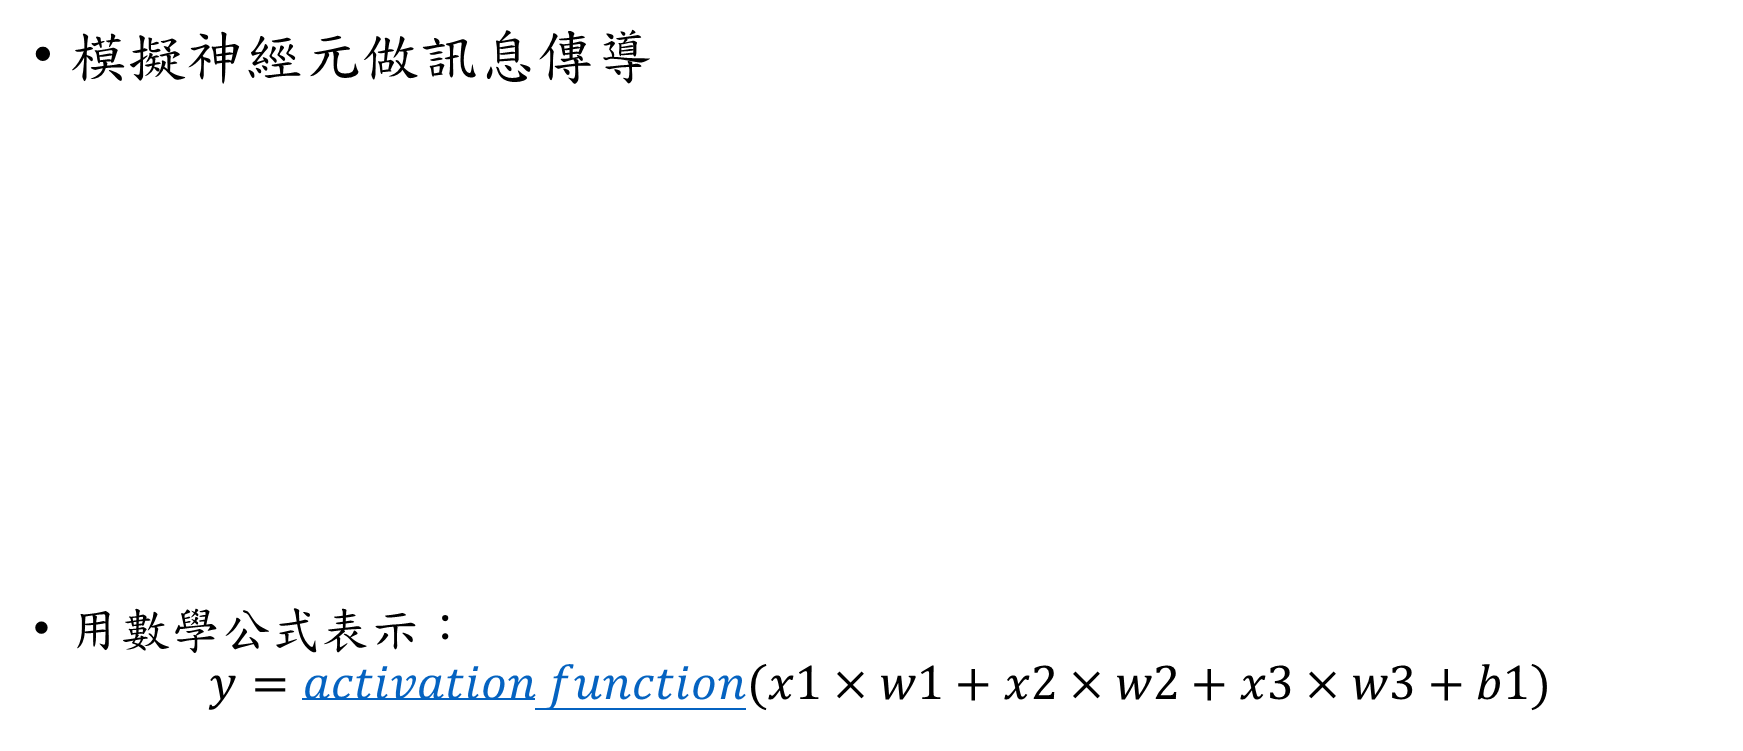 • 模擬神經元做訊息傳導
• 用數學公式表示：
y = activation function(x1 × w1 + x2 × w2 + x3 × w3 + b1)